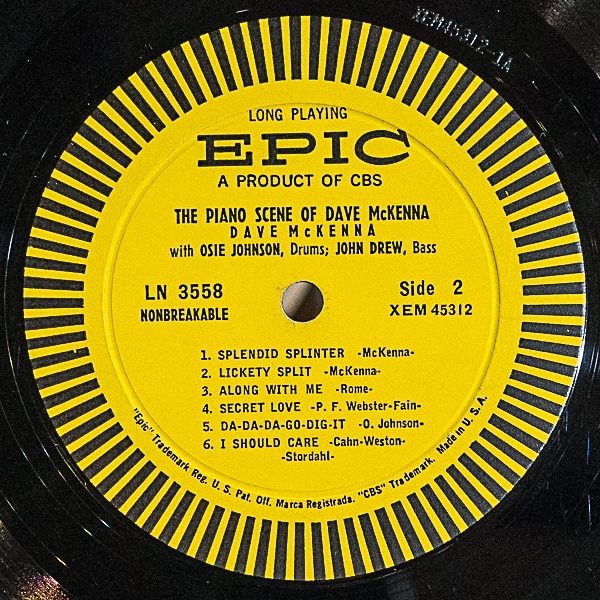 XEM45312-1A
LONG PLAYING
EPIC
A PRODUCT OF CBS
THE PIANO SCENE OF DAVE McKENNA
DAVE McKENNA
with OSIE JOHNSON, Drums; JOHN DREW, Bass
LN 3558
NONBREAKABLE
Side 2
XEM 45312
1. SPLENDID SPLINTER -McKenna-
2. LICKETY SPLIT -McKenna-
3. ALONG WITH ME -Rome-
4. SECRET LOVE -P. F. Webster-Fain-
5. DA-DA-DA-GO-DIG-IT -O. Johnson-
6. I SHOULD CARE -Cahn-Weston-
-Stordahl-
"Epic" Trademark Reg. U. S. Pat. Off. Marca Registrada. "CBS" Trademark. Made in U. S. A.